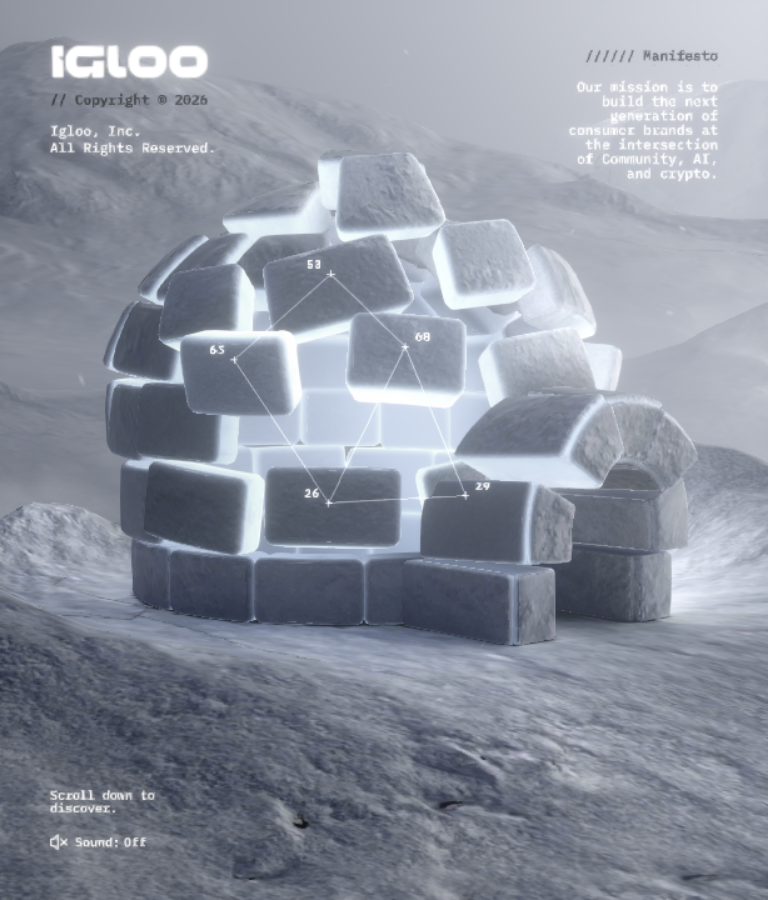 IGLOO
// Copyright © 2026
Igloo, Inc.
All Rights Reserved.
////// Manifesto
Our mission is to
build the next
generation of
consumer brands at
the intersection
of Community, AI,
and crypto.
53
65
68
26
29
Scroll down to
discover.
Sound: Off